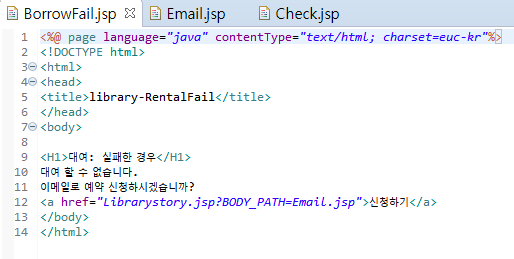 BorrowFail.jsp Email.jsp Check.jsp
1 <%@ page language="java" contentType="text/html; charset=euc-kr"%>
2 <!DOCTYPE html>
3 <html>
4 <head>
5 <title>library-RentalFail</title>
6 </head>
7 <body>
8
9 <H1>대여: 실패한 경우</H1>
10 대여 할 수 없습니다.
11 이메일로 예약 신청하시겠습니까?
12 <a href="Librarystory.jsp?BODY_PATH=Email.jsp">신청하기</a>
13 </body>
14 </html>